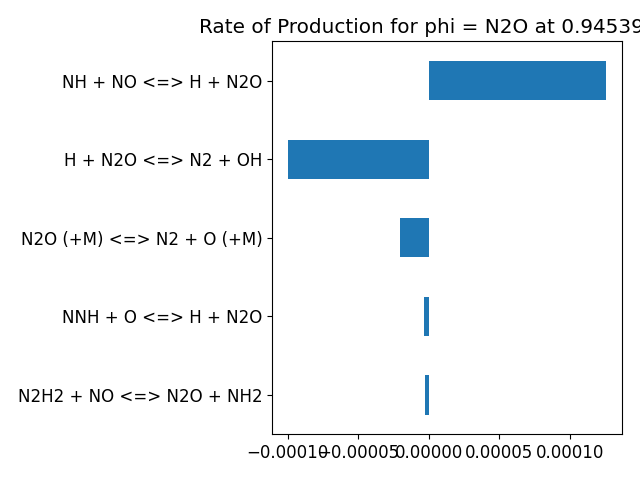 Rate of Production for phi = N2O at 0.94539
NH + NO <=> H + N2O
H + N2O <=> N2 + OH
N2O (+M) <=> N2 + O (+M)
NNH + O <=> H + N2O
N2H2 + NO <=> N2O + NH2
−0.00010 −0.00005 0.00000 0.00005 0.00010